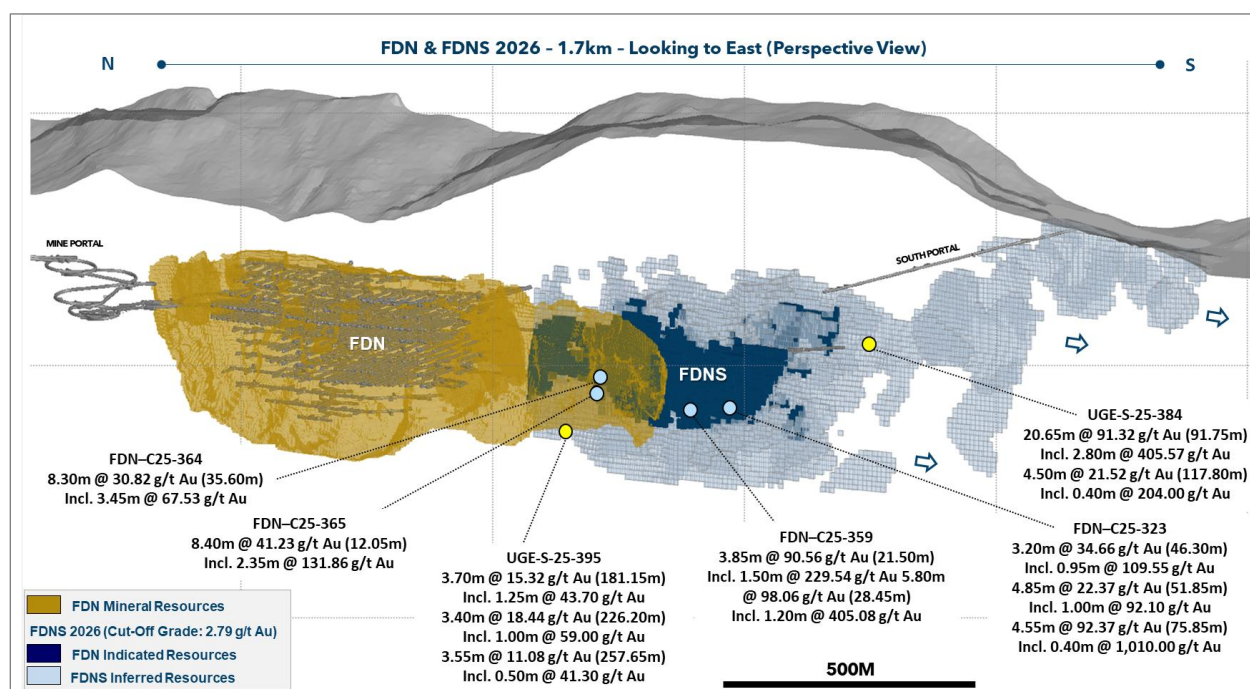 FDN & FDNS 2026 – 1.7km – Looking to East (Perspective View)
N
S
MINE PORTAL
SOUTH PORTAL
FDN
FDNS
FDN–C25-364
8.30m @ 30.82 g/t Au (35.60m)
Incl. 3.45m @ 67.53 g/t Au
FDN–C25-365
8.40m @ 41.23 g/t Au (12.05m)
Incl. 2.35m @ 131.86 g/t Au
UGE-S-25-395
3.70m @ 15.32 g/t Au (181.15m)
Incl. 1.25m @ 43.70 g/t Au
3.40m @ 18.44 g/t Au (226.20m)
Incl. 1.00m @ 59.00 g/t Au
3.55m @ 11.08 g/t Au (257.65m)
Incl. 0.50m @ 41.30 g/t Au
FDN–C25-359
3.85m @ 90.56 g/t Au (21.50m)
Incl. 1.50m @ 229.54 g/t Au 5.80m
@ 98.06 g/t Au (28.45m)
Incl. 1.20m @ 405.08 g/t Au
UGE-S-25-384
20.65m @ 91.32 g/t Au (91.75m)
Incl. 2.80m @ 405.57 g/t Au
4.50m @ 21.52 g/t Au (117.80m)
Incl. 0.40m @ 204.00 g/t Au
FDN–C25-323
3.20m @ 34.66 g/t Au (46.30m)
Incl. 0.95m @ 109.55 g/t Au
4.85m @ 22.37 g/t Au (51.85m)
Incl. 1.00m @ 92.10 g/t Au
4.55m @ 92.37 g/t Au (75.85m)
Incl. 0.40m @ 1,010.00 g/t Au
FDN Mineral Resources
FDNS 2026 (Cut-Off Grade: 2.79 g/t Au)
FDN Indicated Resources
FDNS Inferred Resources
500M